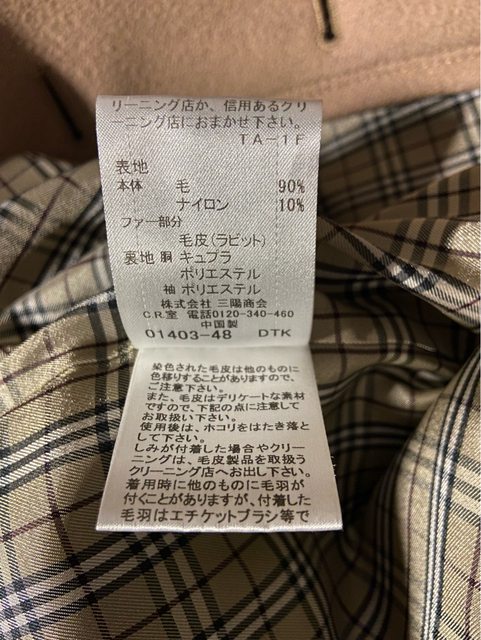 リーニング店か、信用あるクリ
ーニング店におまかせ下さい。
TA-1F
表地
本体 毛 90%
ナイロン 10%
ファー部分
毛皮(ラビット)
裏地 胴 キュプラ
ポリエステル
袖 ポリエステル
株式会社 三陽商会
C.R.室 電話0120-340-460
中国製
01403-48 DTK
染色された毛皮は他のものに
色移りすることがありますので、
ご注意下さい。
また、毛皮はデリケートな素材
ですので、下記の点に注意して
お取扱い下さい。
使用後は、ホコリをはたき落と
して下さい。
しみが付着した場合やクリー
ニングは、毛皮製品を取扱う
クリーニング店へお出し下さい。
着用時に他のものに毛羽が
付くことがありますが、付着した
毛羽はエチケットブラシ等で